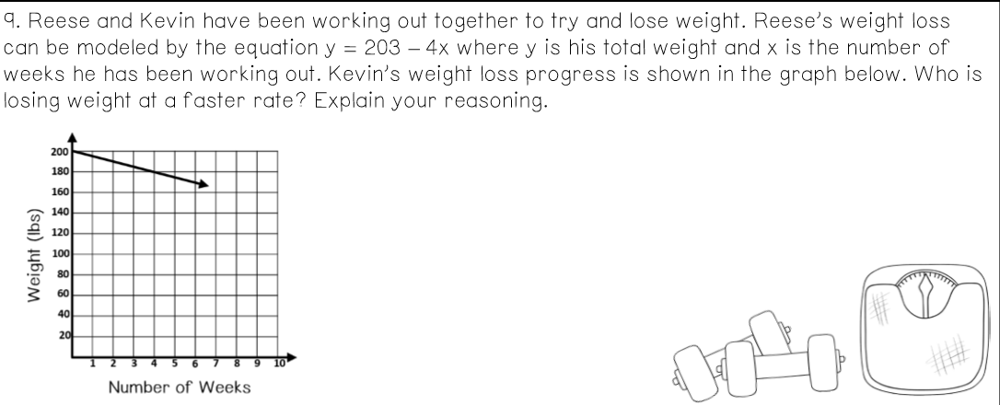 9. Reese and Kevin have been working out together to try and lose weight. Reese's weight loss
can be modeled by the equation y = 203 – 4x where y is his total weight and x is the number of
weeks he has been working out. Kevin's weight loss progress is shown in the graph below. Who is
losing weight at a faster rate? Explain your reasoning.
200
180
160
140
120
100
80
60
40
20
Weight (lbs)
1 2 3 4 5 6 7 8 9 10
Number of Weeks